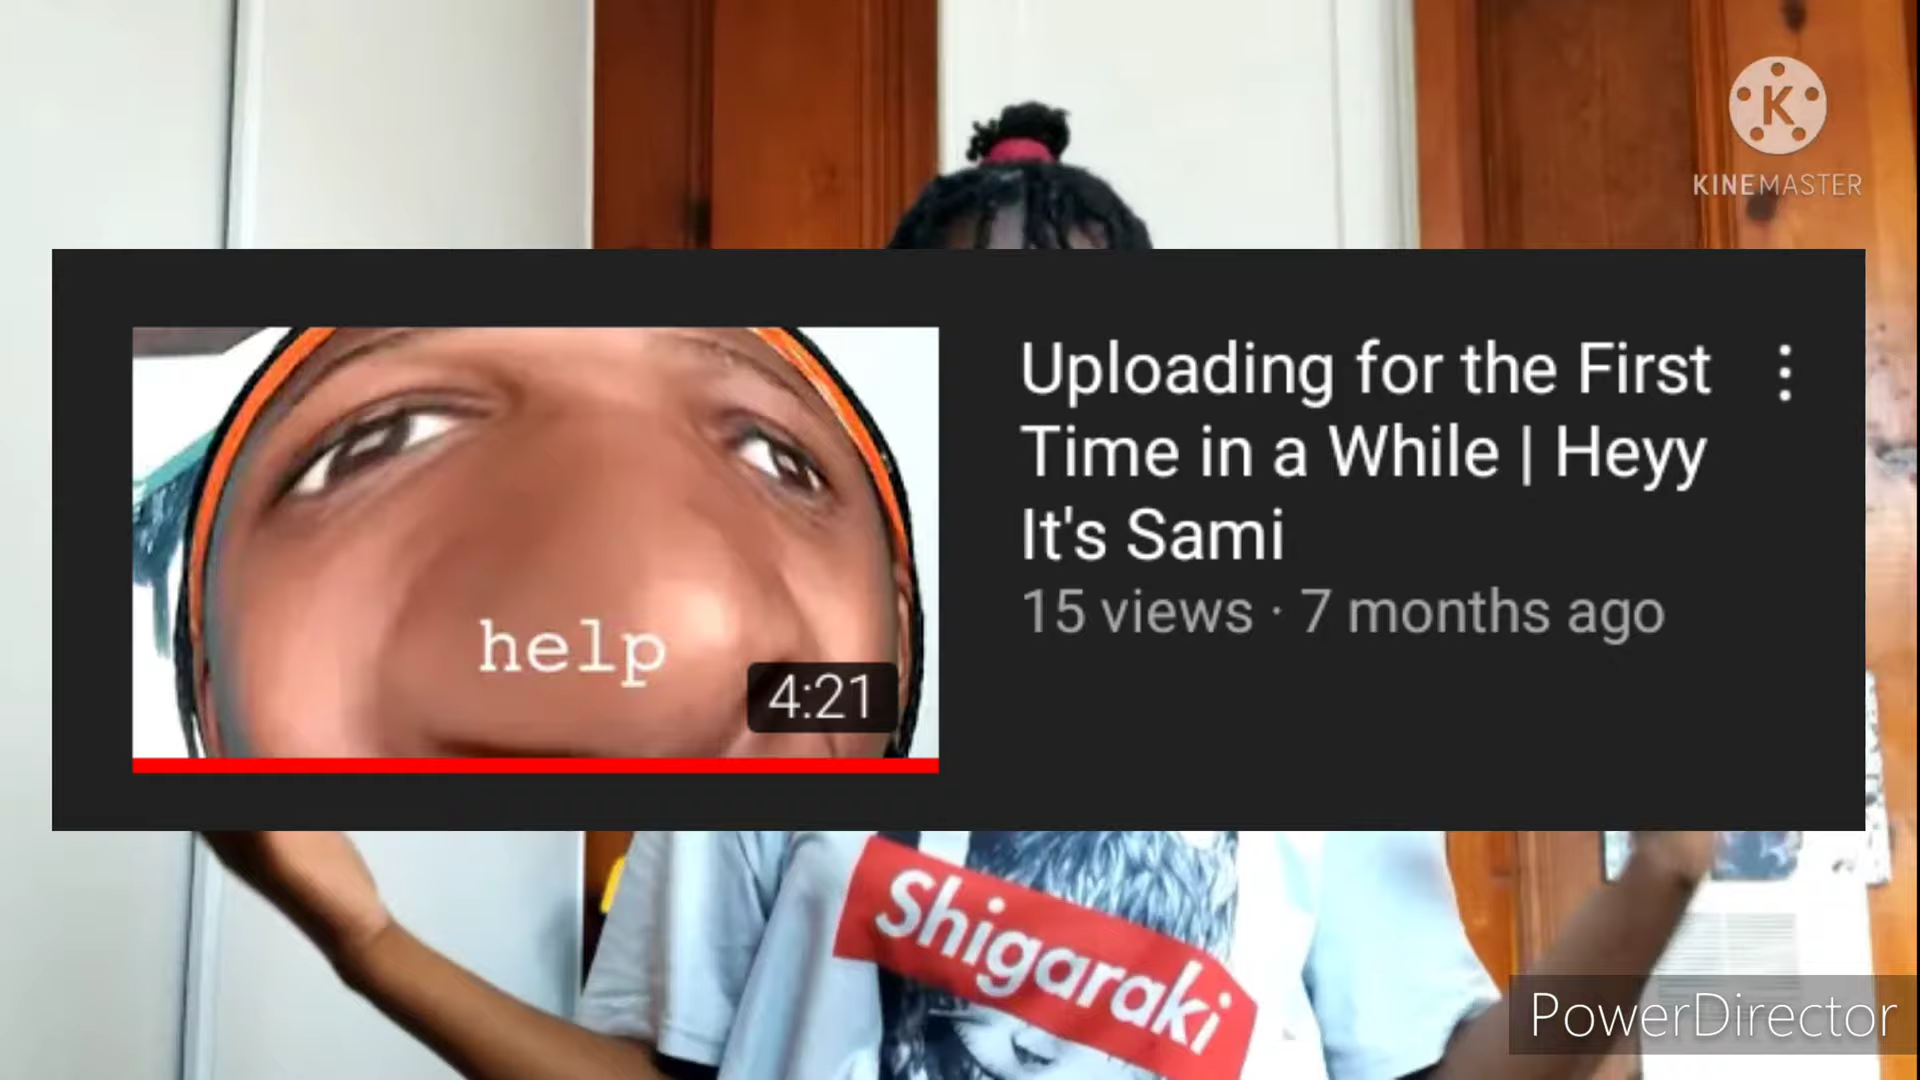 K
KINEMASTER
Uploading for the First
Time in a While | Heyy
It's Sami
15 views · 7 months ago
help
4:21
Shigaraki
PowerDirector